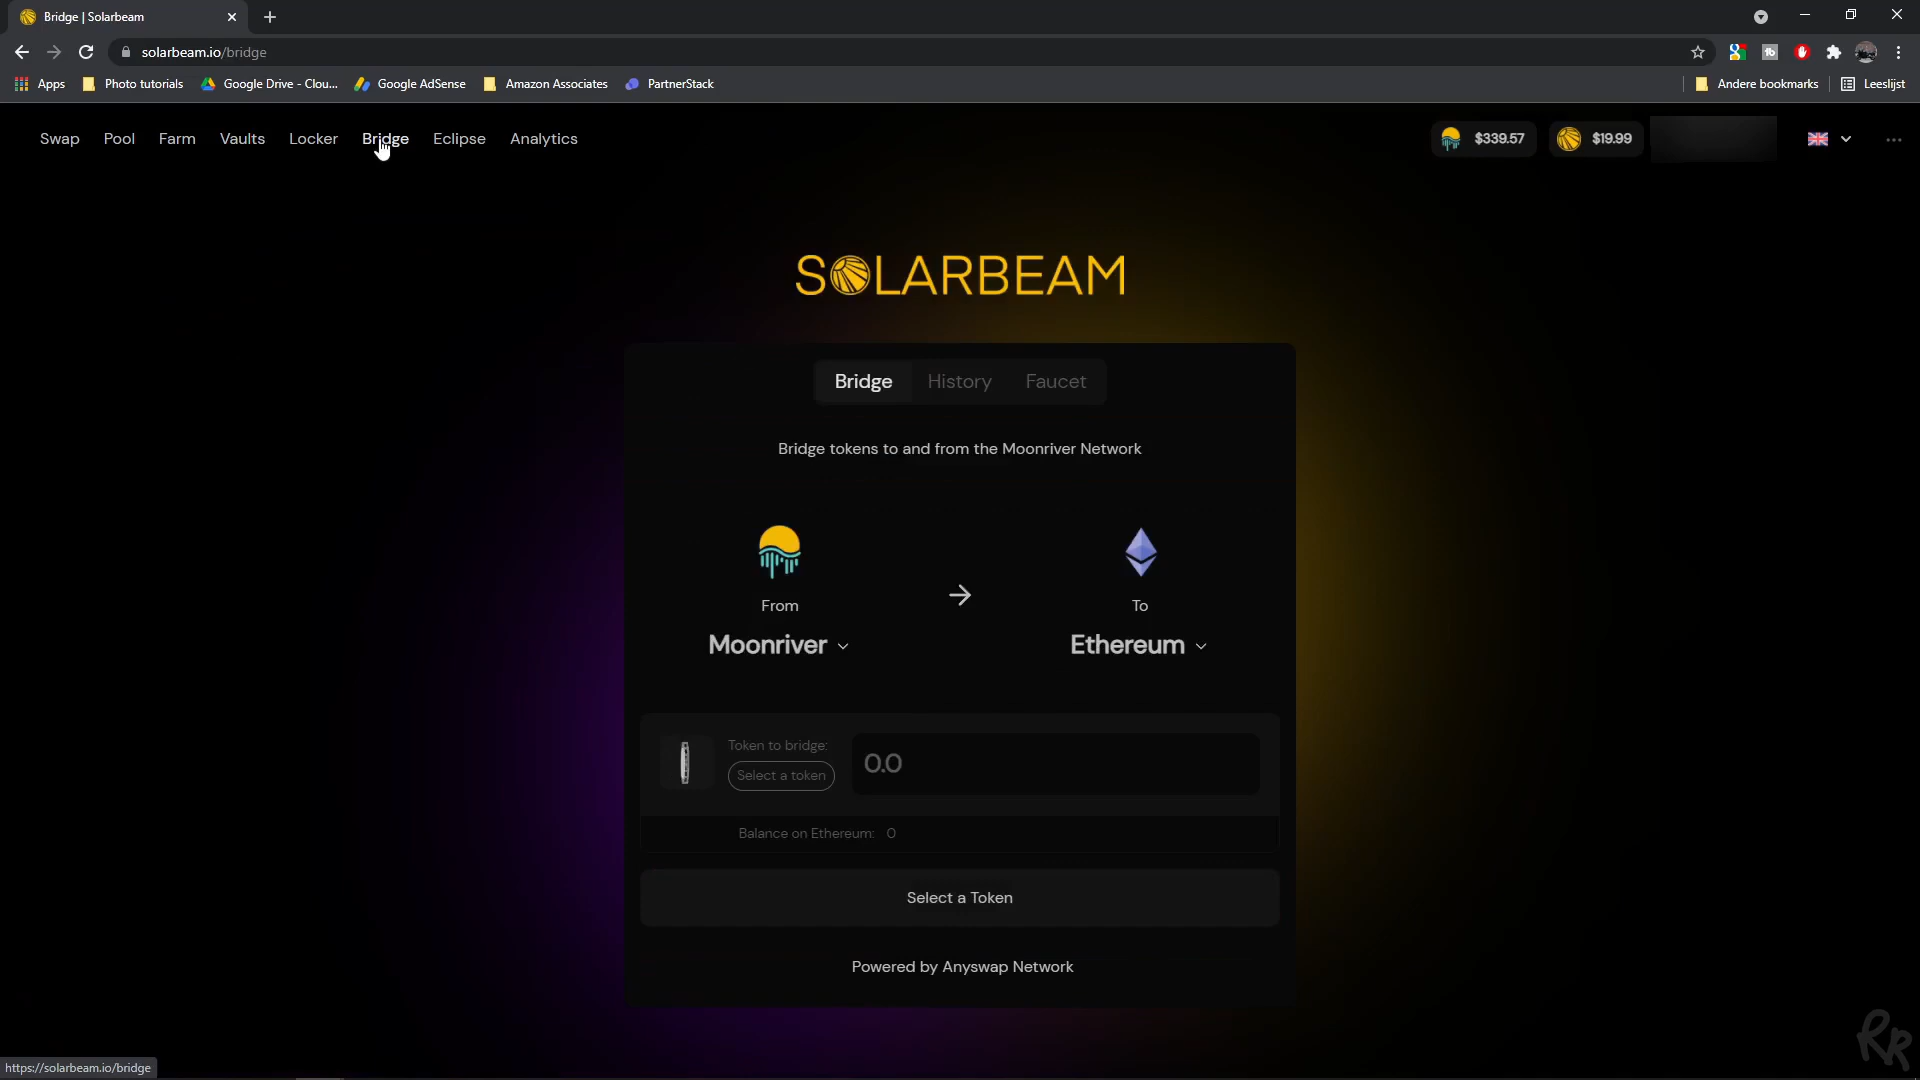 Bridge | Solarbeam
solarbeam.io/bridge
Apps Photo tutorials Google Drive - Clou... Google AdSense Amazon Associates PartnerStack Andere bookmarks Leeslijst
Swap Pool Farm Vaults Locker Bridge Eclipse Analytics $339.57 $19.99 ...
SOLARBEAM
Bridge History Faucet
Bridge tokens to and from the Moonriver Network
From To
Moonriver Ethereum
Token to bridge:
Select a token 0.0
Balance on Ethereum: 0
Select a Token
Powered by Anyswap Network
RR
https://solarbeam.io/bridge